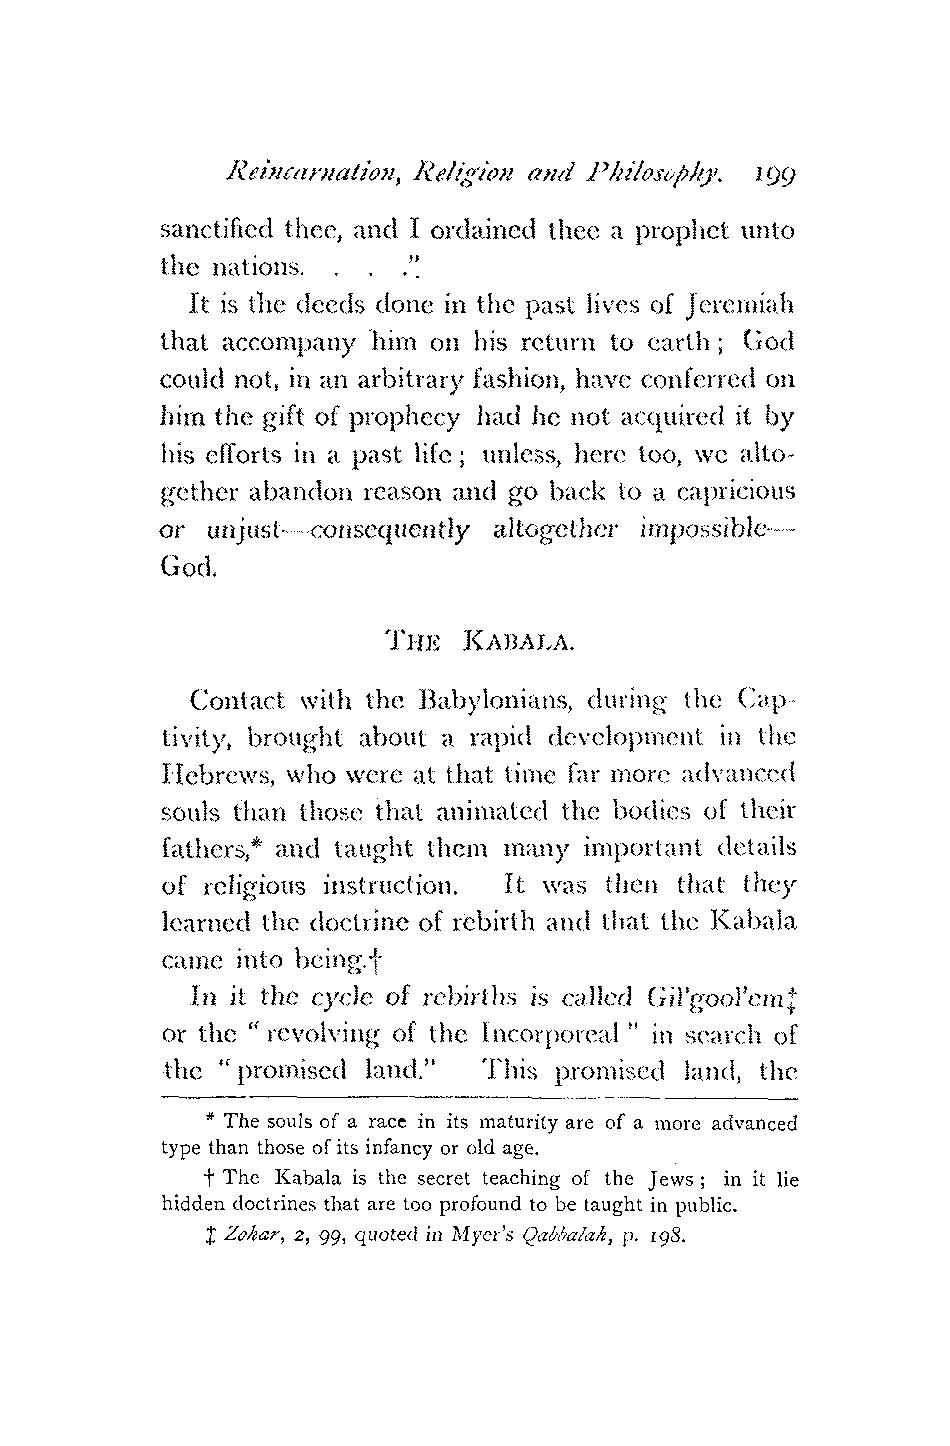 Reincarnation, Religion and Philosophy. 199
sanctified thee, and I ordained thee a prophet unto
the nations. . . ."
It is the deeds done in the past lives of Jeremiah
that accompany him on his return to earth; God
could not, in an arbitrary fashion, have conferred on
him the gift of prophecy had he not acquired it by
his efforts in a past life; unless, here too, we alto-
gether abandon reason and go back to a capricious
or unjust—consequently altogether impossible—
God.
THE KABALA.
Contact with the Babylonians, during the Cap-
tivity, brought about a rapid development in the
Hebrews, who were at that time far more advanced
souls than those that animated the bodies of their
fathers,* and taught them many important details
of religious instruction. It was then that they
learned the doctrine of rebirth and that the Kabala
came into being.†
In it the cycle of rebirths is called Gil'gool'em‡
or the "revolving of the Incorporeal" in search of
the "promised land." This promised land, the
* The souls of a race in its maturity are of a more advanced
type than those of its infancy or old age.
† The Kabala is the secret teaching of the Jews; in it lie
hidden doctrines that are too profound to be taught in public.
‡ Zohar, 2, 99, quoted in Myer's Qabbalah, p. 198.